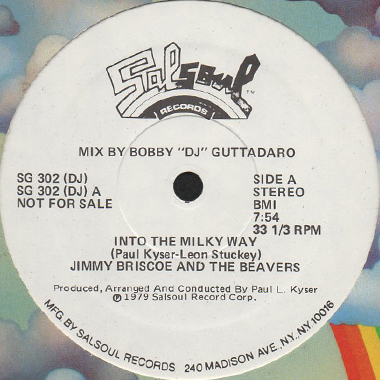 Salsoul
RECORDS
MIX BY BOBBY "DJ" GUTTADARO
SG 302 (DJ)
SG 302 (DJ) A
NOT FOR SALE
SIDE A
STEREO
BMI
7:54
33 1/3 RPM
INTO THE MILKY WAY
(Paul Kyser-Leon Stuckey)
JIMMY BRISCOE AND THE BEAVERS
Produced, Arranged And Conducted By Paul L. Kyser
℗ 1979 Salsoul Record Corp.
MFG. BY SALSOUL RECORDS 240 MADISON AVE., NY, NY 10016